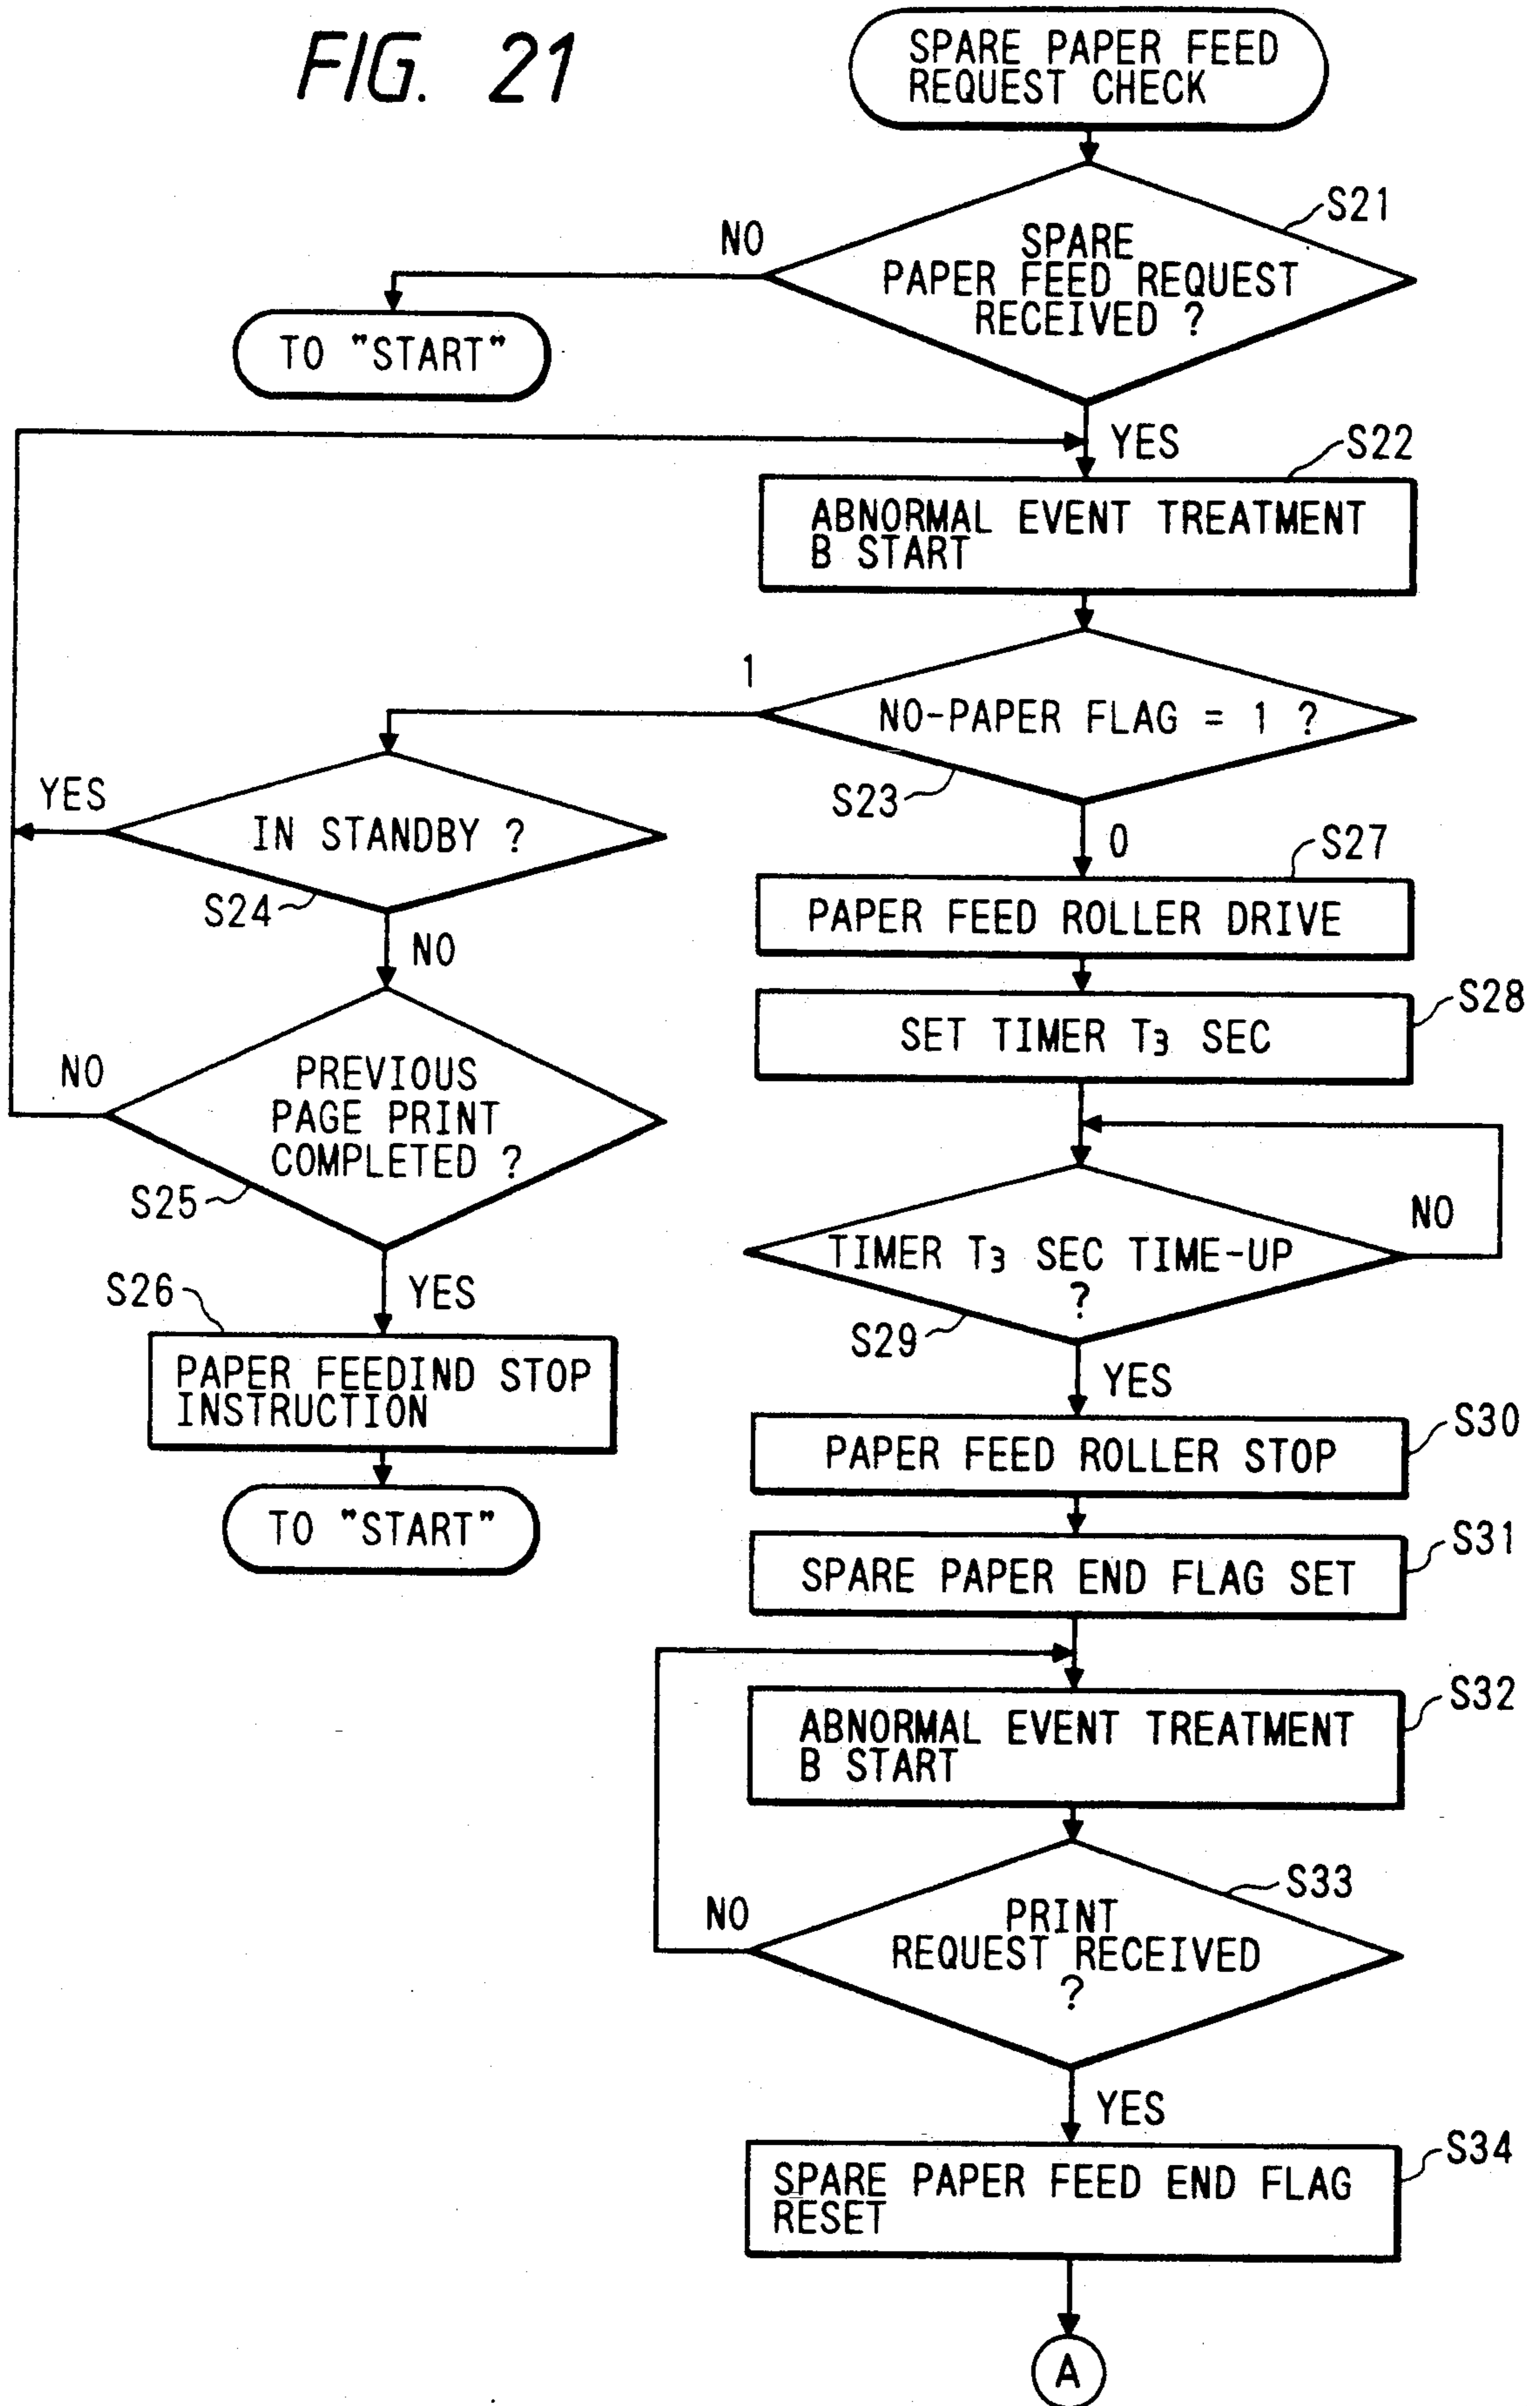 FIG. 21
SPARE PAPER FEED
REQUEST CHECK
S21
NO
SPARE
PAPER FEED REQUEST
RECEIVED ?
TO "START"
YES
S22
ABNORMAL EVENT TREATMENT
B START
1
NO-PAPER FLAG = 1 ?
S23
YES
IN STANDBY ?
S24
0
S27
PAPER FEED ROLLER DRIVE
NO
S28
SET TIMER T3 SEC
NO
PREVIOUS
PAGE PRINT
COMPLETED ?
S25
NO
TIMER T3 SEC TIME-UP
?
S29
S26
YES
PAPER FEEDIND STOP
INSTRUCTION
YES
S30
PAPER FEED ROLLER STOP
TO "START"
S31
SPARE PAPER END FLAG SET
S32
ABNORMAL EVENT TREATMENT
B START
S33
NO
PRINT
REQUEST RECEIVED
?
YES
S34
SPARE PAPER FEED END FLAG
RESET
A